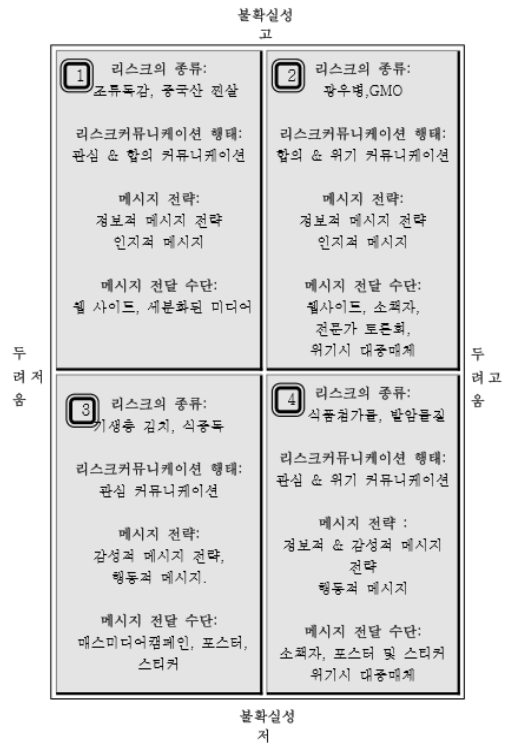 불확실성
고
1
리스크의 종류:
조류독감, 중국산 찐살
리스크커뮤니케이션 행태:
관심 & 합의 커뮤니케이션
메시지 전략:
정보적 메시지 전략
인지적 메시지
메시지 전달 수단:
웹 사이트, 세분화된 미디어
2
리스크의 종류:
광우병,GMO
리스크커뮤니케이션 행태:
합의 & 위기 커뮤니케이션
메시지 전략:
정보적 메시지 전략
인지적 메시지
메시지 전달 수단:
웹사이트, 소책자,
전문가 토론회,
위기시 대중매체
두
려 저
움
두
려 고
움
3
리스크의 종류:
기생충 김치, 식중독
리스크커뮤니케이션 행태:
관심 커뮤니케이션
메시지 전략:
감성적 메시지 전략,
행동적 메시지.
메시지 전달 수단:
매스미디어캠페인, 포스터,
스티커
4
리스크의 종류:
식품첨가물, 발암물질
리스크커뮤니케이션 행태:
관심 & 위기 커뮤니케이션
메시지 전략 :
정보적 & 감성적 메시지
전략
행동적 메시지
메시지 전달 수단:
소책자, 포스터 및 스티커
위기시 대중매체
불확실성
저